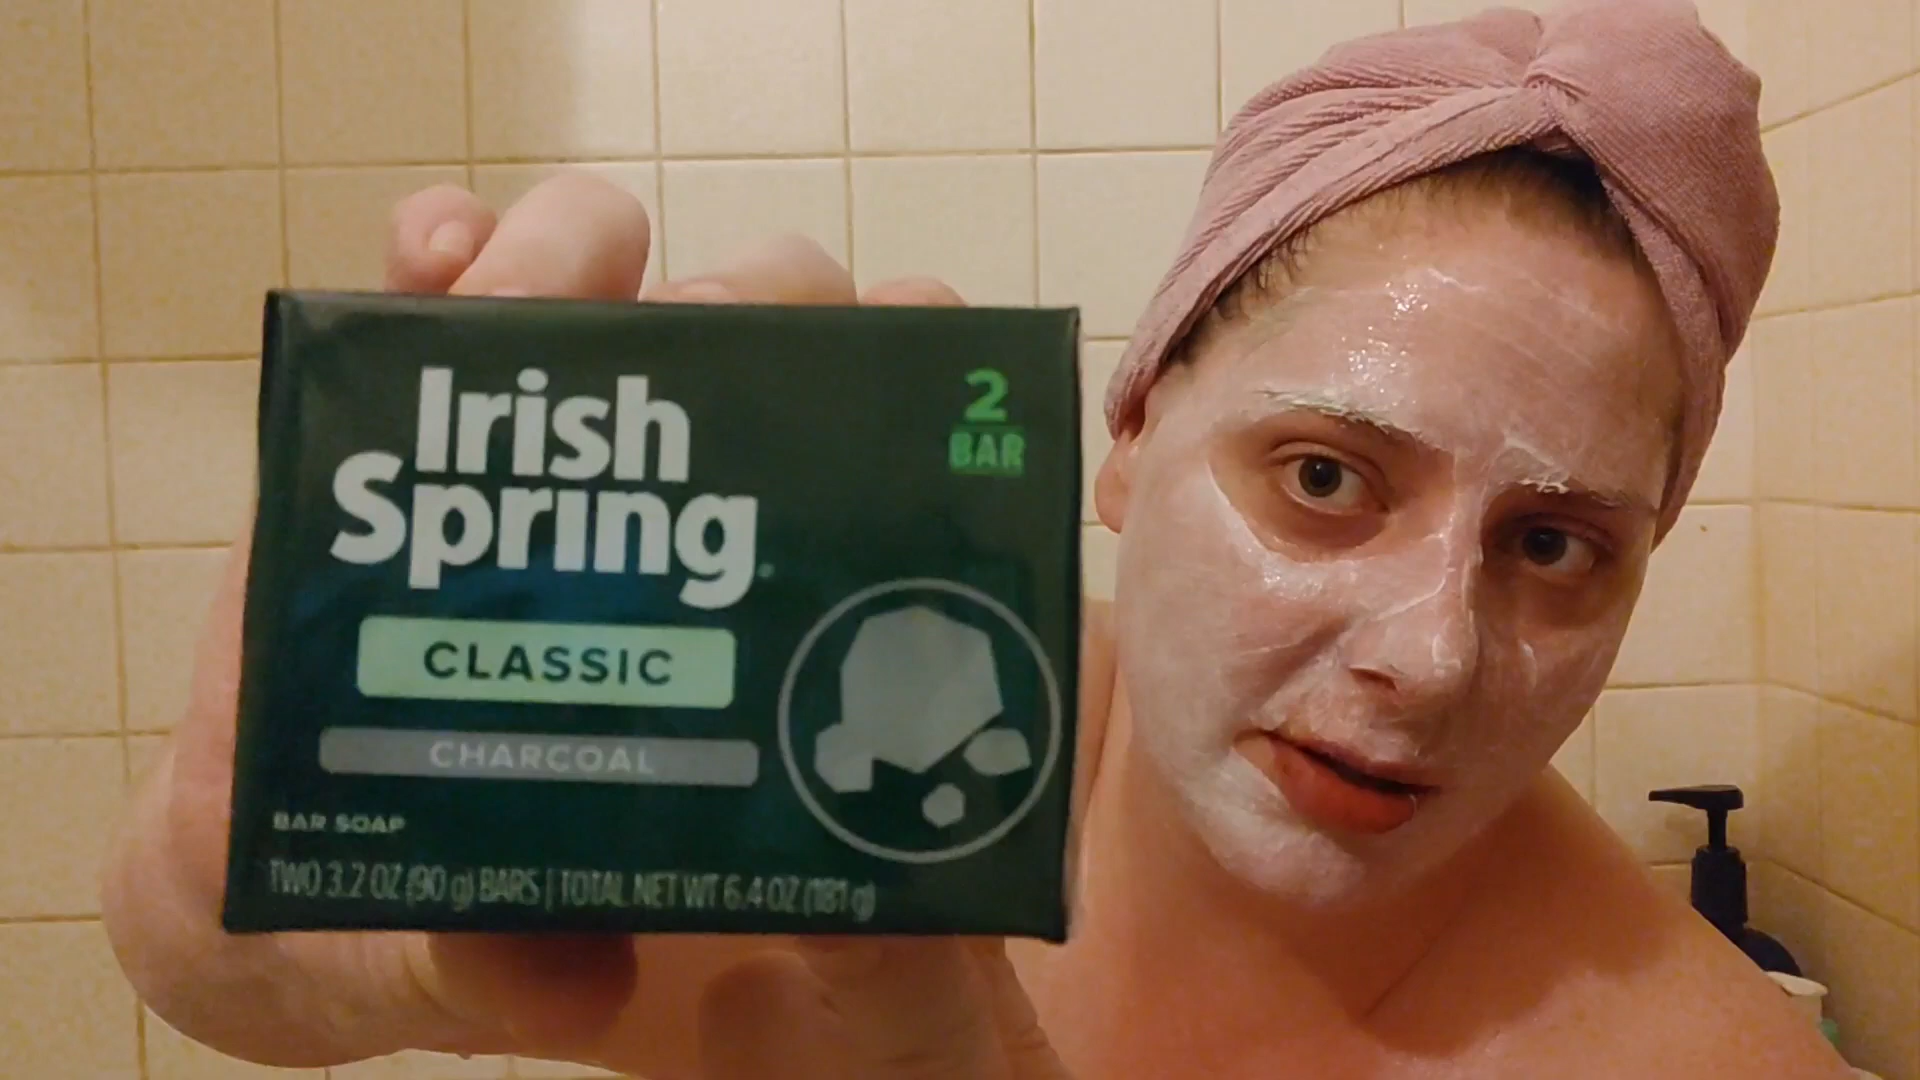 Irish
Spring
2
BAR
CLASSIC
CHARCOAL
BAR SOAP
TWO 3.2 OZ (90 g) BARS | TOTAL NET WT 6.4 OZ (181 g)